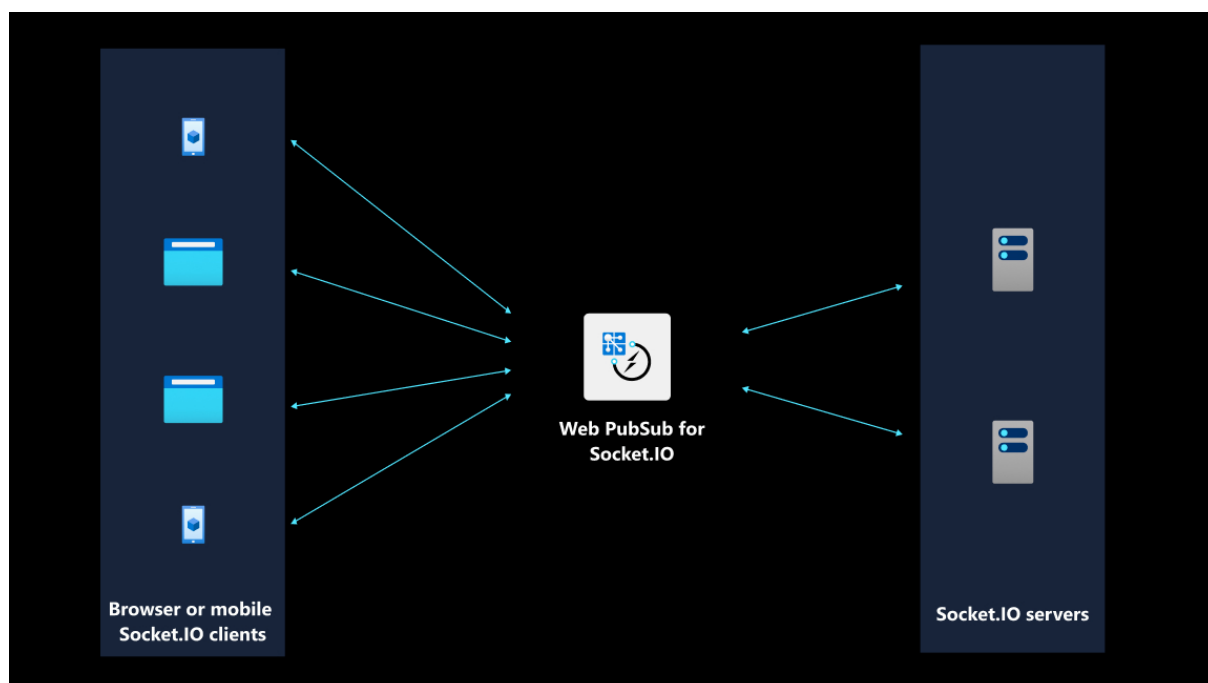 Web PubSub for
Socket.IO
Browser or mobile
Socket.IO clients
Socket.IO servers